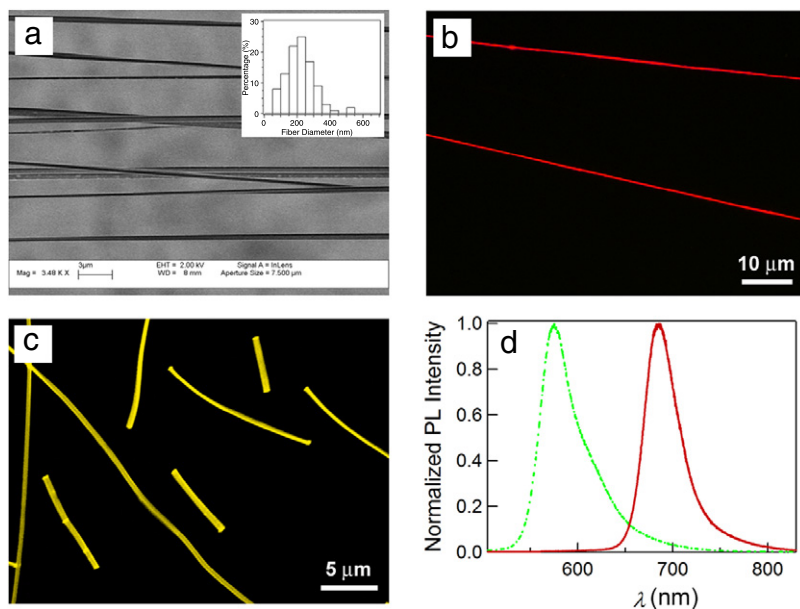 a
30
20
10
0
Percentage (%)
0 200 400 600
Fiber Diameter (nm)
3µm
Mag = 3.48 K X
EHT = 2.00 kV
WD = 8 mm
Signal A = InLens
Aperture Size = 7.500 µm
b
10 µm
c
5 µm
d
1.0
0.8
0.6
0.4
0.2
0.0
Normalized PL Intensity
600 700 800
λ (nm)